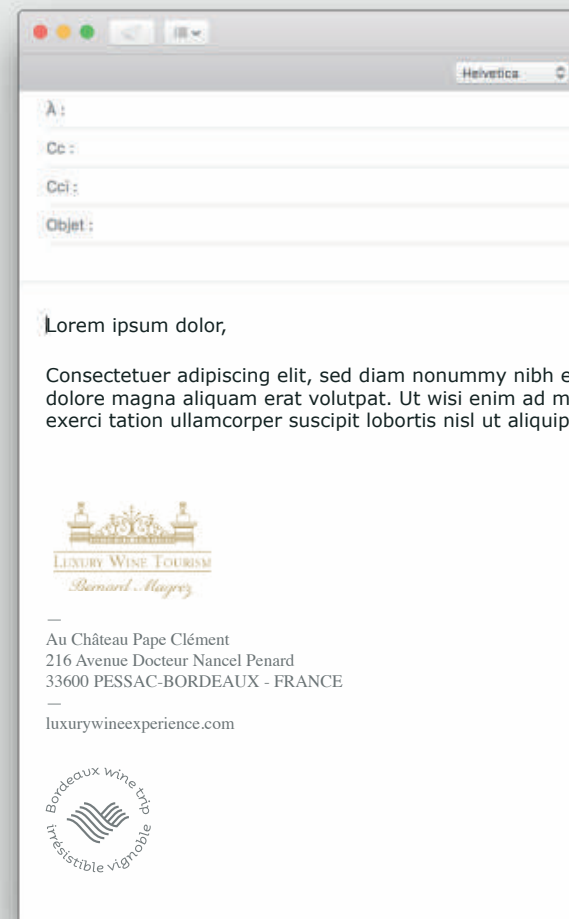 Helvetica
À :
Cc :
Cci :
Objet :
Lorem ipsum dolor,
Consectetuer adipiscing elit, sed diam nonummy nibh e
dolore magna aliquam erat volutpat. Ut wisi enim ad m
exerci tation ullamcorper suscipit lobortis nisl ut aliquip
LUXURY WINE TOURISM
Bernard Magrez
—
Au Château Pape Clément
216 Avenue Docteur Nancel Penard
33600 PESSAC-BORDEAUX - FRANCE
—
luxurywineexperience.com
Bordeaux wine trip
irrésistible vignoble